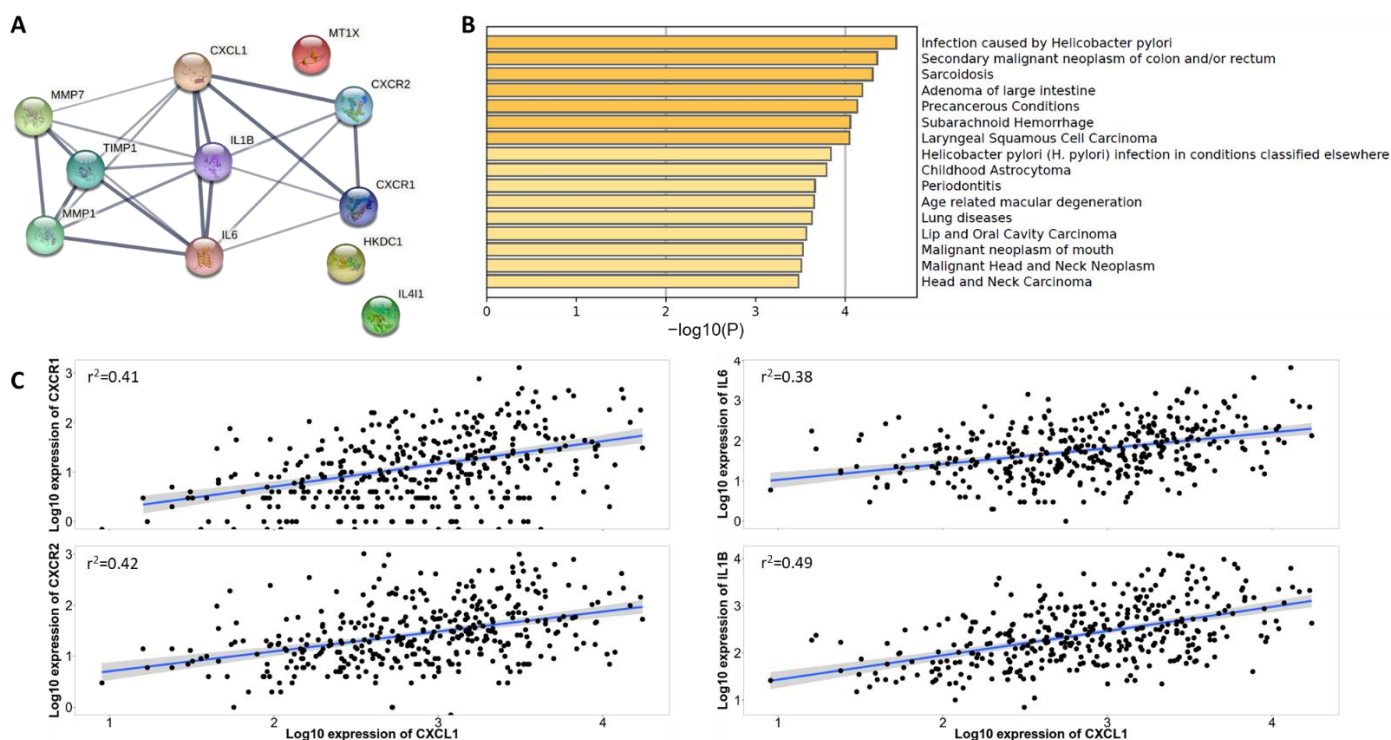 A
CXCL1
MT1X
MMP7
CXCR2
TIMP1
IL1B
CXCR1
MMP1
IL6
HKDC1
IL4I1
B
Infection caused by Helicobacter pylori
Secondary malignant neoplasm of colon and/or rectum
Sarcoidosis
Adenoma of large intestine
Precancerous Conditions
Subarachnoid Hemorrhage
Laryngeal Squamous Cell Carcinoma
Helicobacter pylori (H. pylori) infection in conditions classified elsewhere
Childhood Astrocytoma
Periodontitis
Age related macular degeneration
Lung diseases
Lip and Oral Cavity Carcinoma
Malignant neoplasm of mouth
Malignant Head and Neck Neoplasm
Head and Neck Carcinoma
0 1 2 3 4
−log10(P)
C
Log10 expression of CXCR1
3
2
1
0
r²=0.41
Log10 expression of IL6
4
3
2
1
0
r²=0.38
Log10 expression of CXCR2
3
2
1
0
r²=0.42
1 2 3 4
Log10 expression of CXCL1
Log10 expression of IL1B
4
3
2
1
r²=0.49
1 2 3 4
Log10 expression of CXCL1